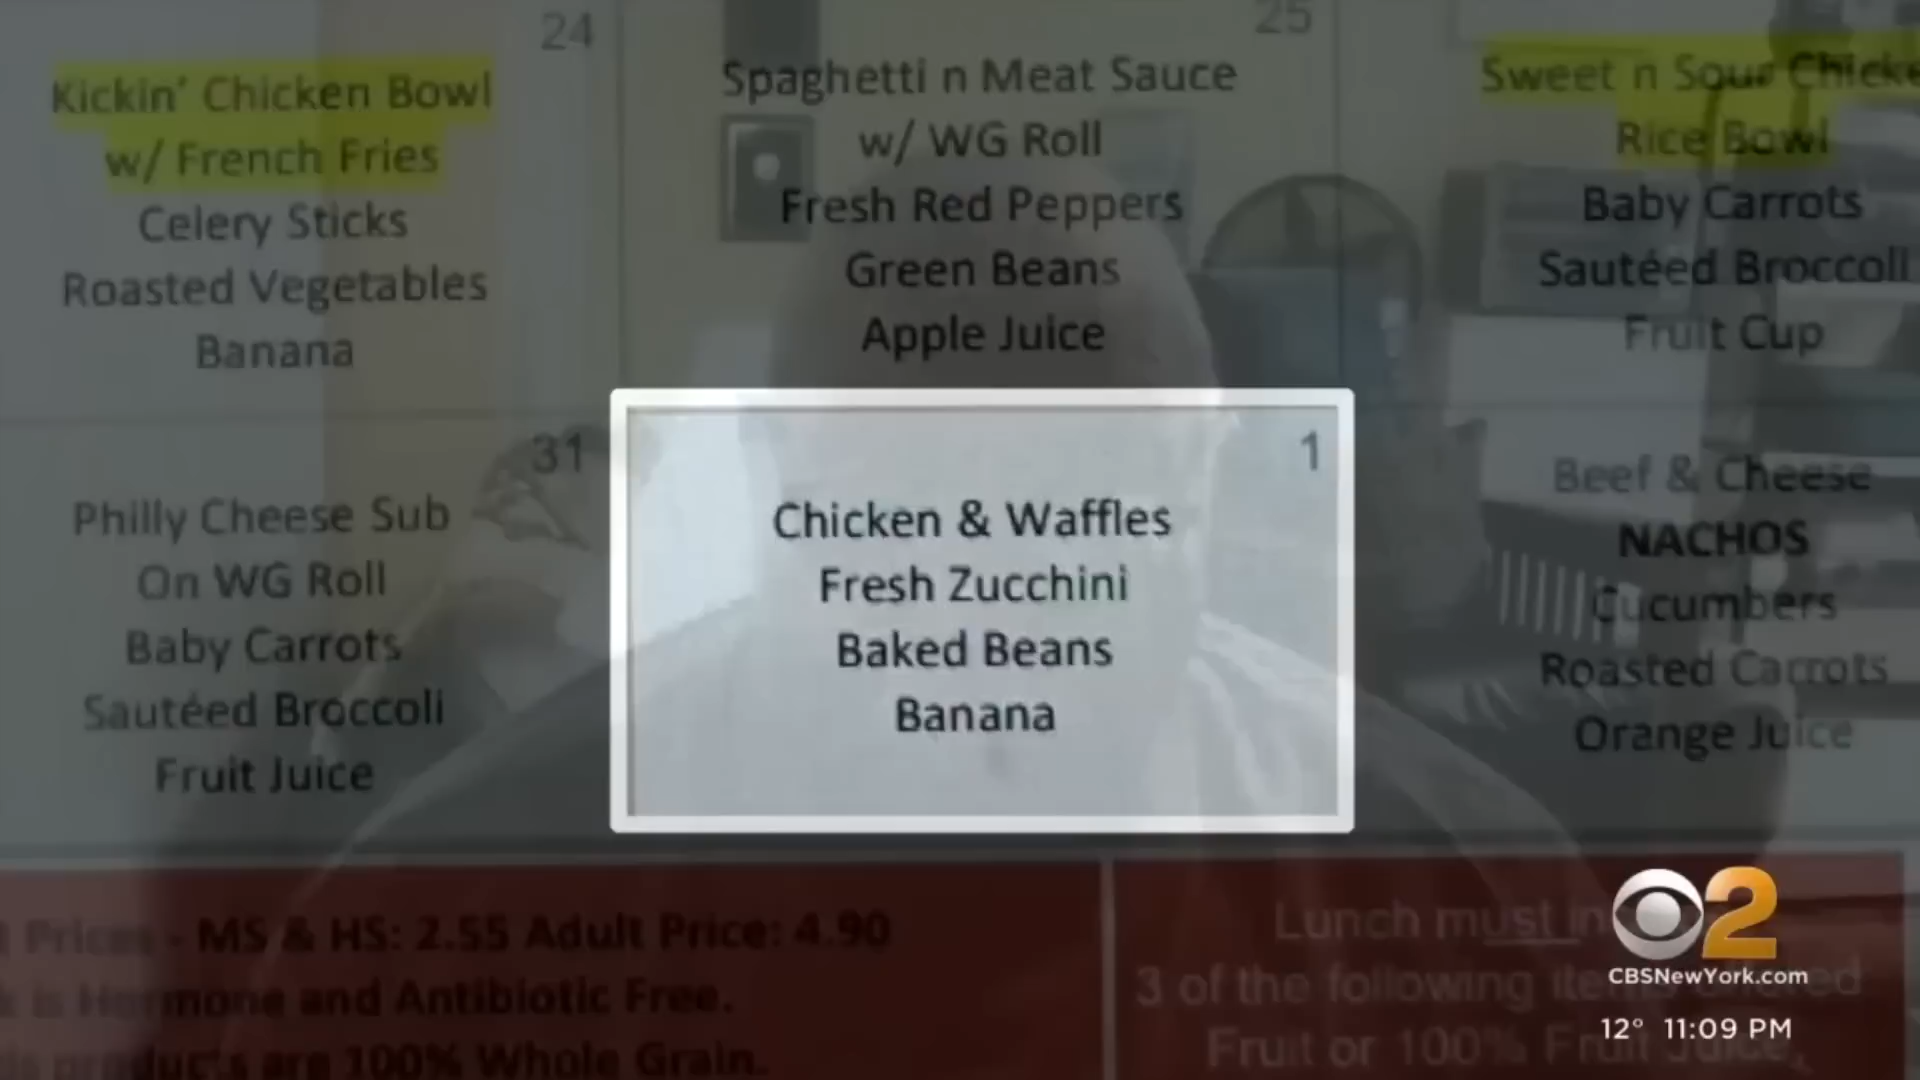 24
Kickin' Chicken Bowl
w/ French Fries
Celery Sticks
Roasted Vegetables
Banana
25
Spaghetti n Meat Sauce
w/ WG Roll
Fresh Red Peppers
Green Beans
Apple Juice
Sweet n Sour
Rice Bowl
Baby Carrots
Sautéed Broccoli
Fruit Cup
31
Philly Cheese Sub
On WG Roll
Baby Carrots
Sautéed Broccoli
Fruit Juice
1
Chicken & Waffles
Fresh Zucchini
Baked Beans
Banana
Beef & Cheese
NACHOS
Cucumbers
Roasted Carrots
Orange Juice
- MS & HS: 2.55 Adult Price: 4.90
is Hormone and Antibiotic Free.
products are 100% Whole Grain.
Lunch must
3 of the following
Fruit or 100% Fruit Juice,
2
CBSNewYork.com
12° 11:09 PM